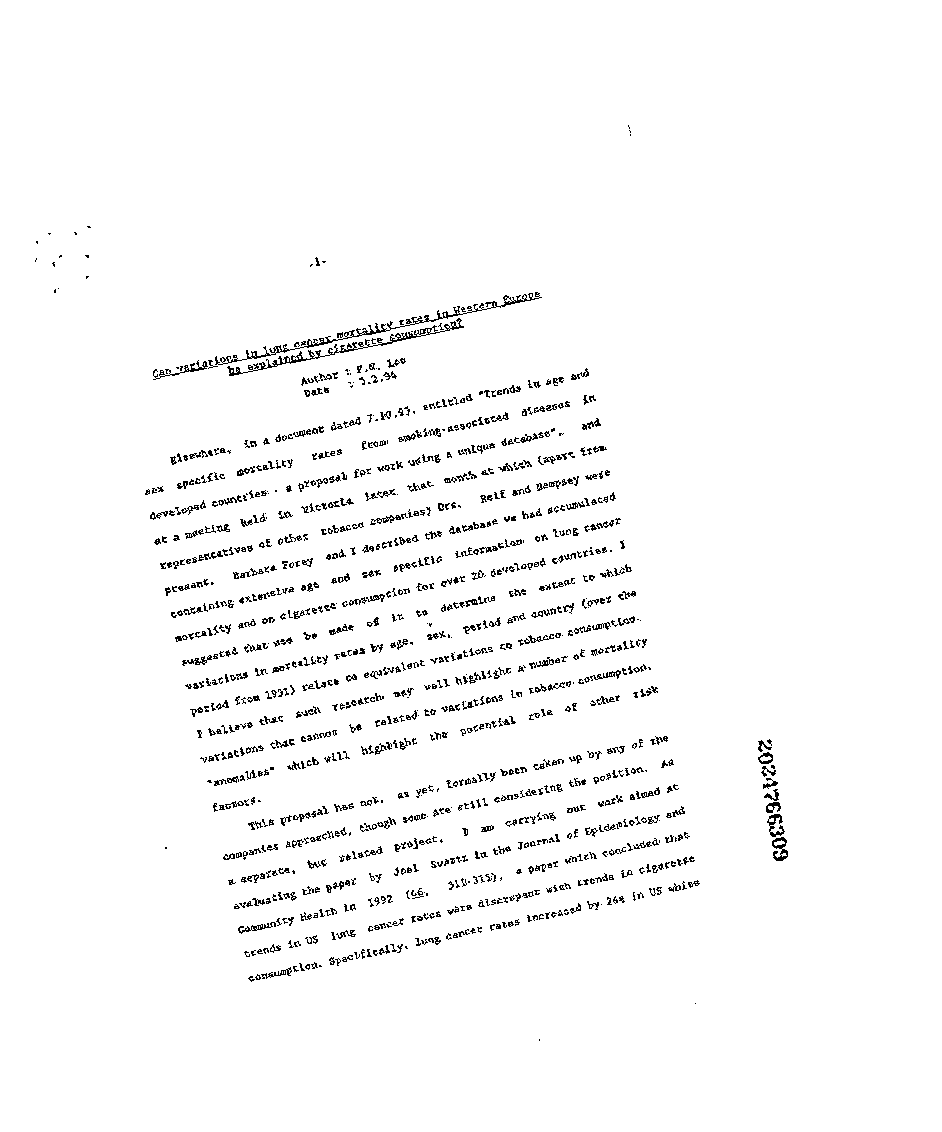 -1-
Can variations in lung cancer mortality rates in Western Europe
be explained by cigarette consumption?
Author : P.N. Lee
Date : 3.2.94
Elsewhere, in a document dated 7.10.93, entitled "Trends in age and
sex specific mortality rates from smoking-associated diseases in
developed countries - a proposal for work using a unique database", and
at a meeting held in Victoria later that month at which (apart from
representatives of other tobacco companies) Drs. Reif and Dempsey were
present, Barbara Forey and I described the database we had accumulated
containing extensive age and sex specific information on lung cancer
mortality and on cigarette consumption for over 20 developed countries. I
suggested that use be made of it to determine the extent to which
variations in mortality rates by age, sex, period and country (over the
period from 1951) relate to equivalent variations to tobacco consumption.
I believe that such research may well highlight a number of mortality
variations that cannot be related to variations in tobacco consumption,
"anomalies" which will highlight the potential role of other risk
factors.
This proposal has not, as yet, formally been taken up by any of the
companies approached, though some are still considering the position. As
a separate, but related project, I am carrying out work aimed at
evaluating the paper by Joel Swartz in the Journal of Epidemiology and
Community Health in 1992 (46, 310-315), a paper which concluded that
trends in US lung cancer rates were discrepant with trends in cigarette
consumption. Specifically, lung cancer rates increased by 26% in US white
2024766309